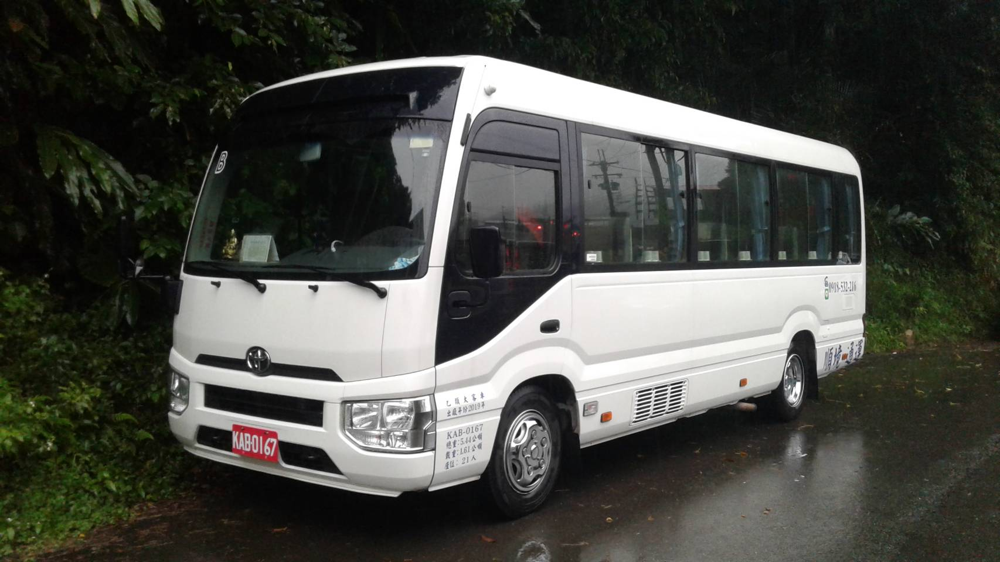 B
KAB-0167
乙類大客車
出廠年份2019年
KAB-0167
總重:5.44公噸
載重:1.61公噸
座位: 21人
0918-532-216
順境通運